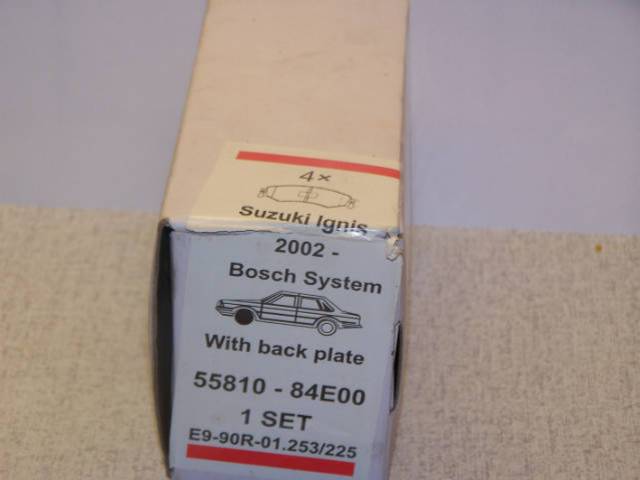 4×
Suzuki Ignis
2002 -
Bosch System
With back plate
55810 - 84E00
1 SET
E9-90R-01.253/225